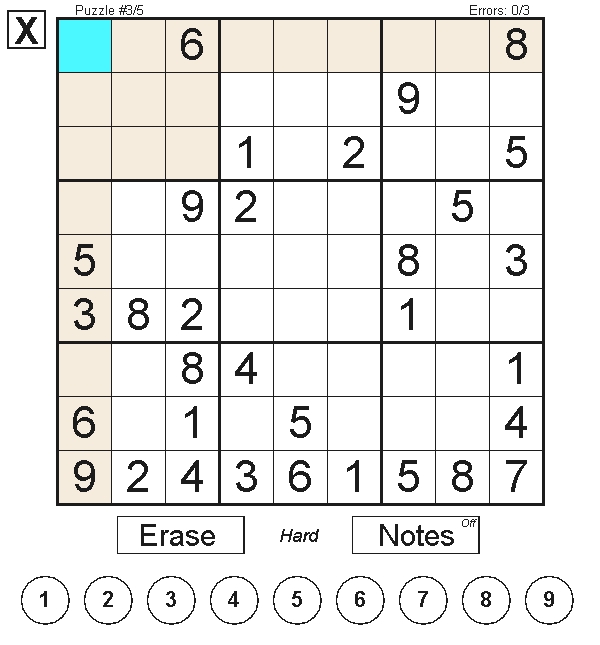 Puzzle #3/5 Errors: 0/3
X
6 8
9
1 2 5
9 2 5
5 8 3
3 8 2 1
8 4 1
6 1 5 4
9 2 4 3 6 1 5 8 7
Erase Hard Notes Off
1 2 3 4 5 6 7 8 9